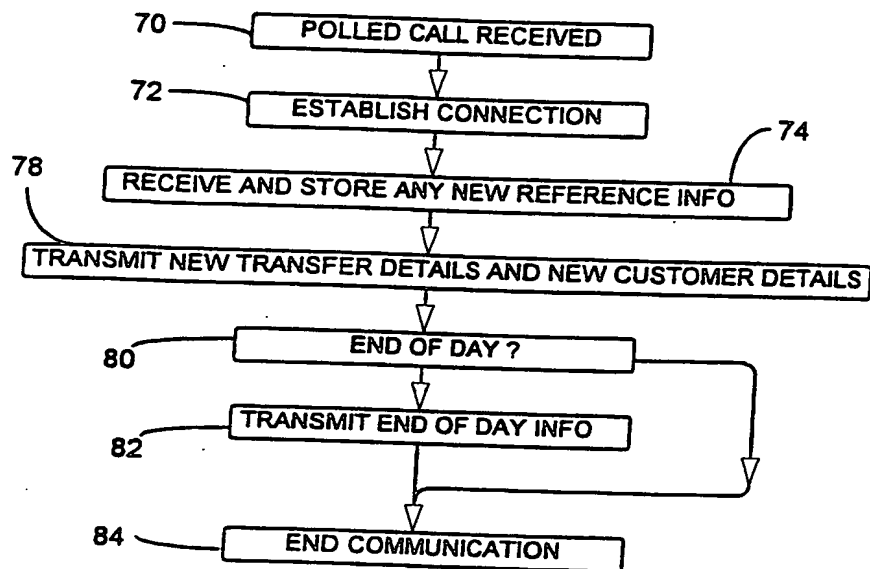 70
POLLED CALL RECEIVED
72
ESTABLISH CONNECTION
74
78
RECEIVE AND STORE ANY NEW REFERENCE INFO
TRANSMIT NEW TRANSFER DETAILS AND NEW CUSTOMER DETAILS
80
END OF DAY ?
82
TRANSMIT END OF DAY INFO
84
END COMMUNICATION